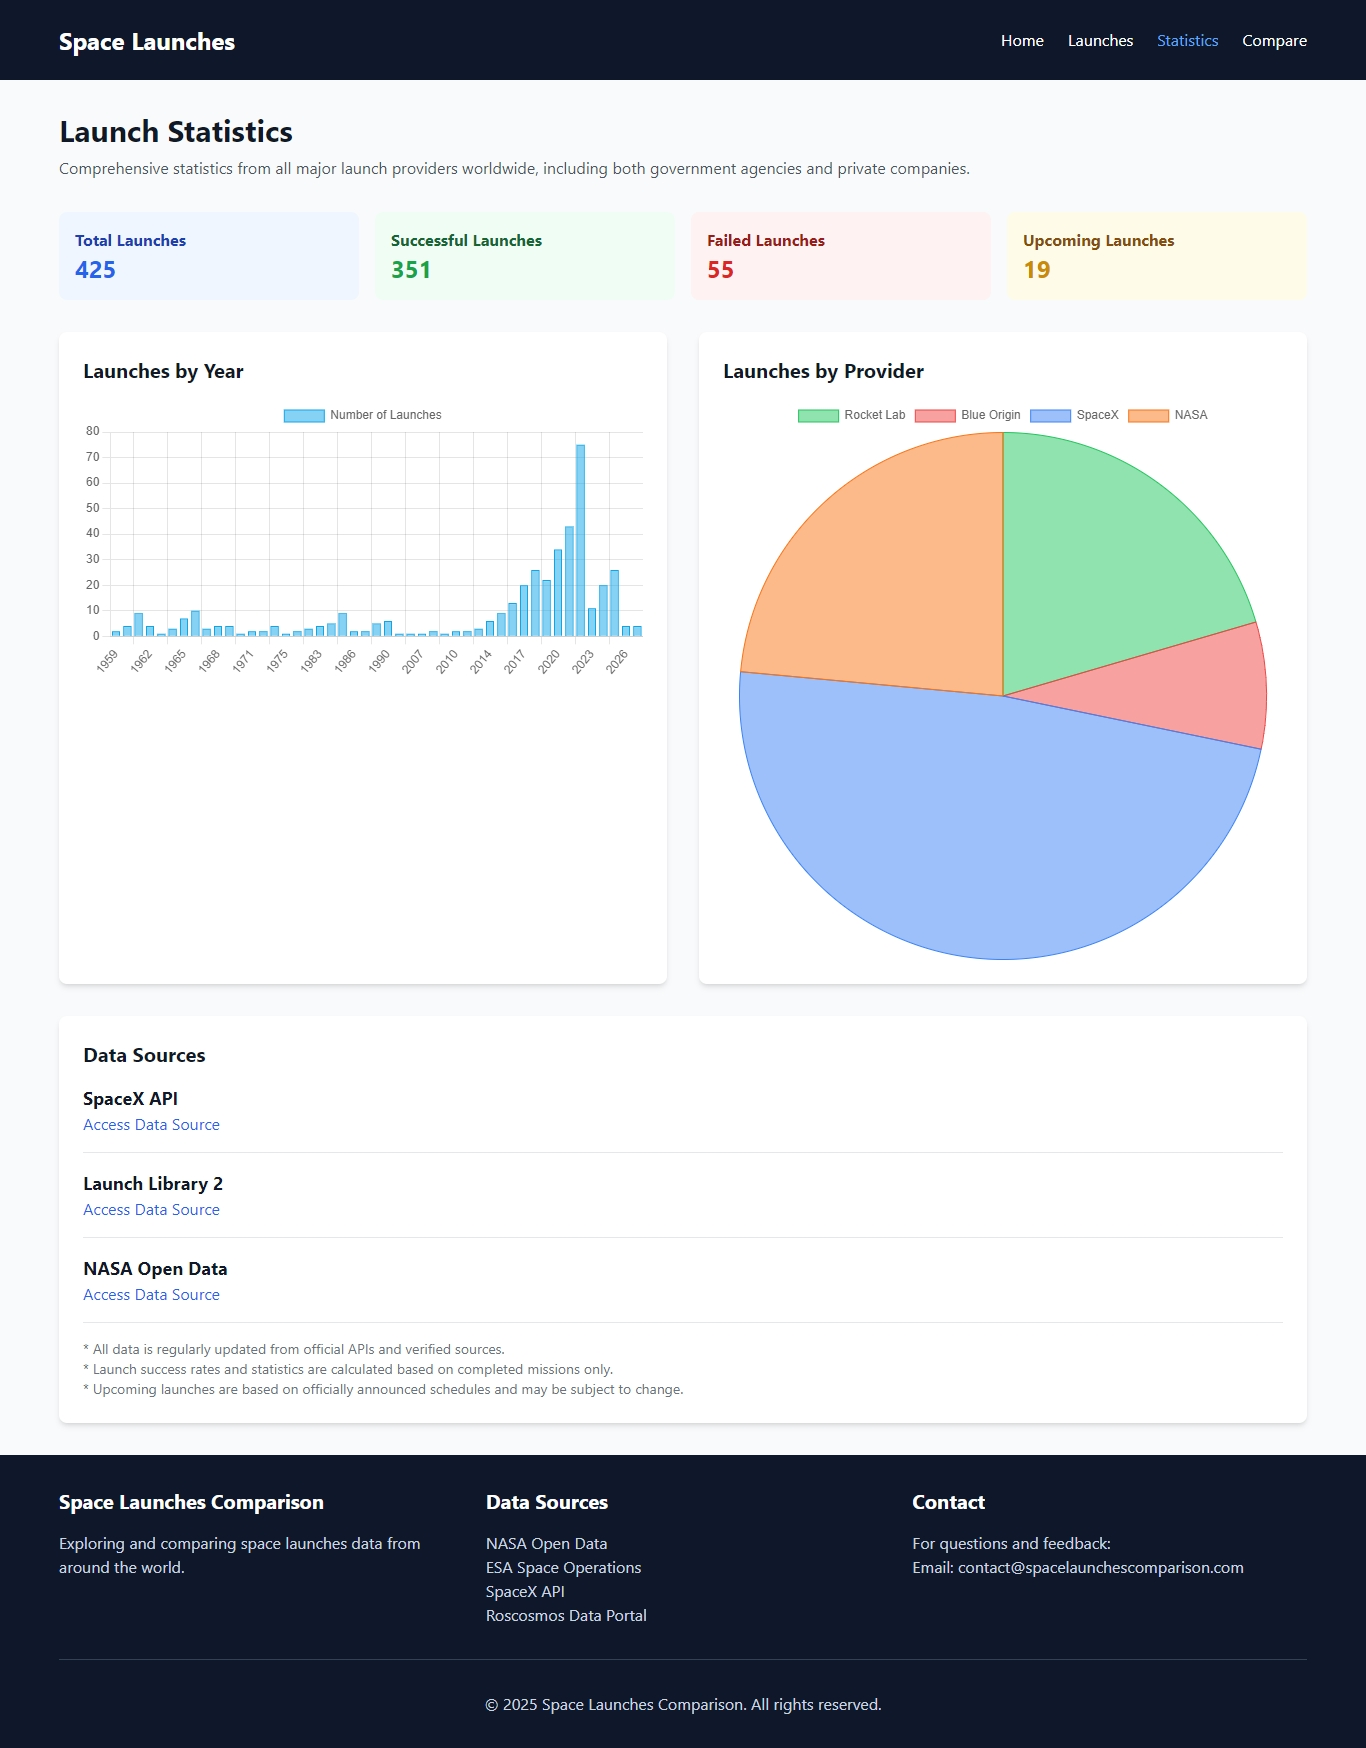 Space Launches
Home Launches Statistics Compare
Launch Statistics
Comprehensive statistics from all major launch providers worldwide, including both government agencies and private companies.
Total Launches
425
Successful Launches
351
Failed Launches
55
Upcoming Launches
19
Launches by Year
Number of Launches
80
70
60
50
40
30
20
10
0
1959 1962 1965 1968 1971 1975 1983 1986 1990 2007 2010 2014 2017 2020 2023 2026
Launches by Provider
Rocket Lab Blue Origin SpaceX NASA
Data Sources
SpaceX API
Access Data Source
Launch Library 2
Access Data Source
NASA Open Data
Access Data Source
* All data is regularly updated from official APIs and verified sources.
* Launch success rates and statistics are calculated based on completed missions only.
* Upcoming launches are based on officially announced schedules and may be subject to change.
Space Launches Comparison
Exploring and comparing space launches data from
around the world.
Data Sources
NASA Open Data
ESA Space Operations
SpaceX API
Roscosmos Data Portal
Contact
For questions and feedback:
Email: contact@spacelaunchescomparison.com
© 2025 Space Launches Comparison. All rights reserved.